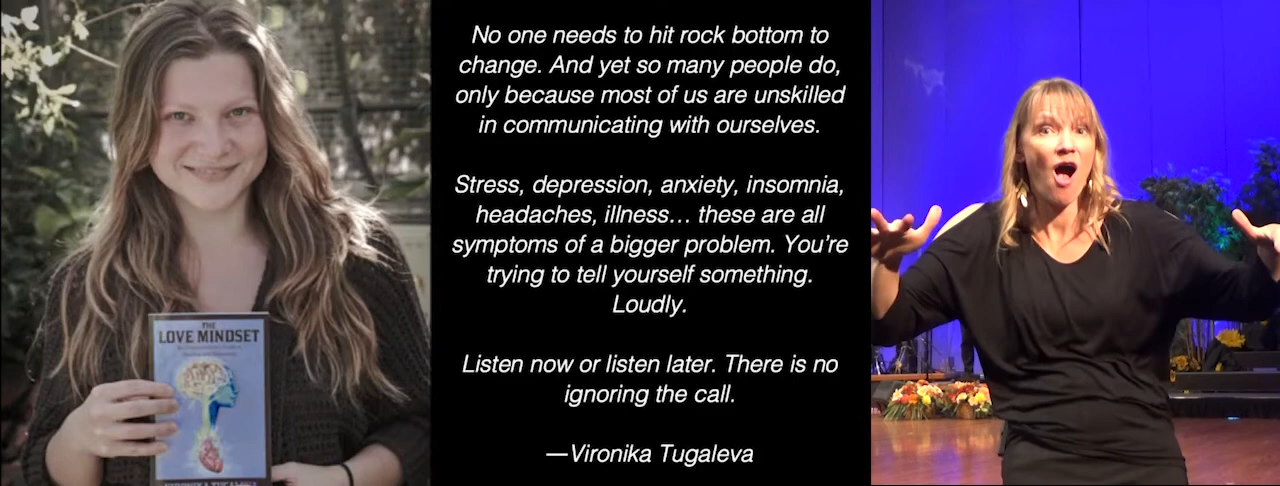 THE
LOVE MINDSET
No one needs to hit rock bottom to
change. And yet so many people do,
only because most of us are unskilled
in communicating with ourselves.
Stress, depression, anxiety, insomnia,
headaches, illness… these are all
symptoms of a bigger problem. You’re
trying to tell yourself something.
Loudly.
Listen now or listen later. There is no
ignoring the call.
—Vironika Tugaleva